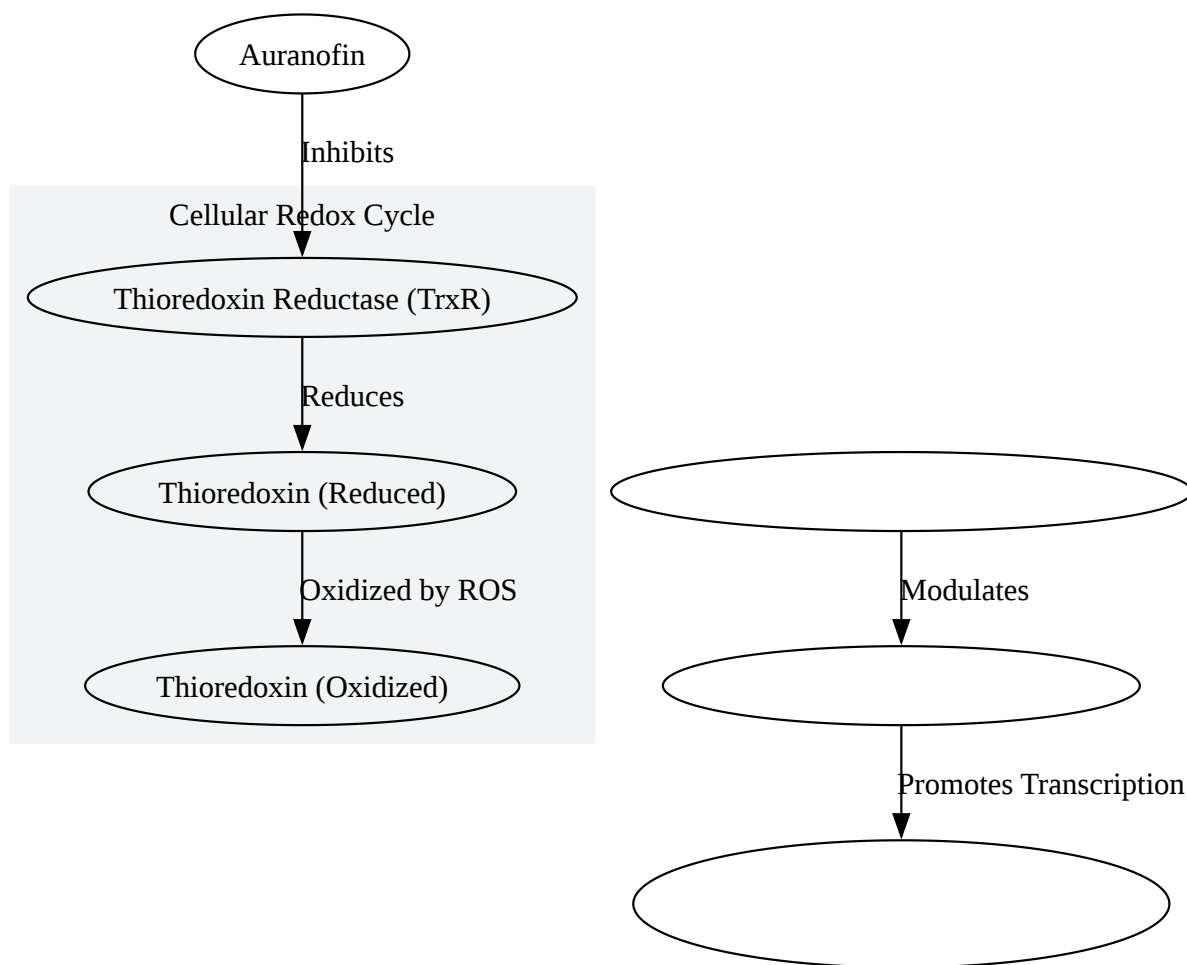 Auranofin
Inhibits
Cellular Redox Cycle
Thioredoxin Reductase (TrxR)
Reduces
Thioredoxin (Reduced)
Oxidized by ROS
Thioredoxin (Oxidized)
Modulates
Promotes Transcription